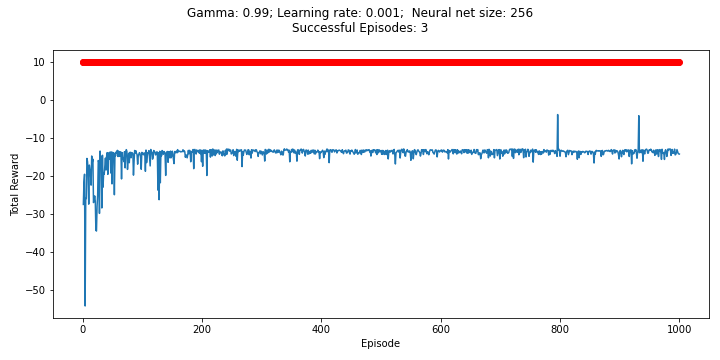 Gamma: 0.99; Learning rate: 0.001;  Neural net size: 256
Successful Episodes: 3
10
0
−10
−20
−30
−40
−50
Total Reward
0 200 400 600 800 1000
Episode